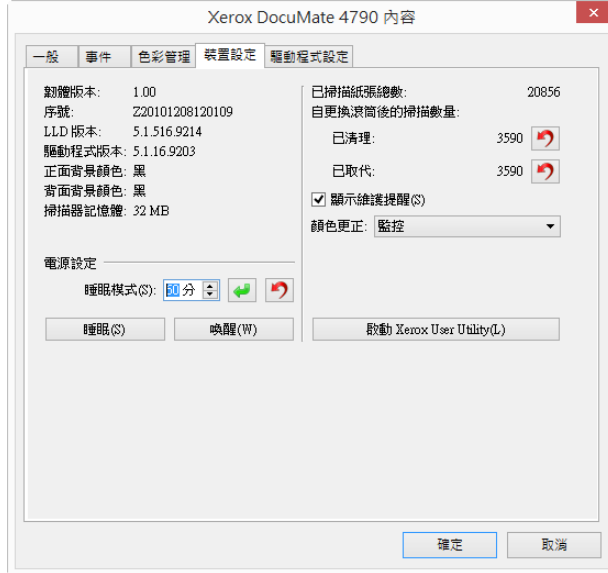 Xerox DocuMate 4790 內容
一般 事件 色彩管理 裝置設定 驅動程式設定
韌體版本: 1.00
序號: Z20101208120109
LLD 版本: 5.1.516.9214
驅動程式版本: 5.1.16.9203
正面背景顏色: 黑
背面背景顏色: 黑
掃描器記憶體: 32 MB
電源設定
睡眠模式(S): 60 分
睡眠(S) 喚醒(W)
已掃描紙張總數: 20856
自更換滾筒後的掃描數量:
已清理: 3590
已取代: 3590
顯示維護提醒(S)
顏色更正: 監控
啟動 Xerox User Utility(L)
確定 取消